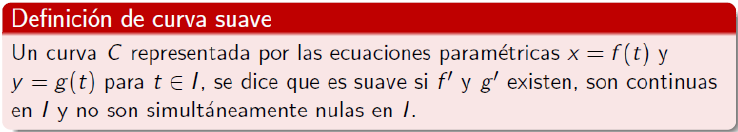 Definición de curva suave
Un curva C representada por las ecuaciones paramétricas x = f(t) y
y = g(t) para t ∈ I, se dice que es suave si f′ y g′ existen, son continuas
en I y no son simultáneamente nulas en I.